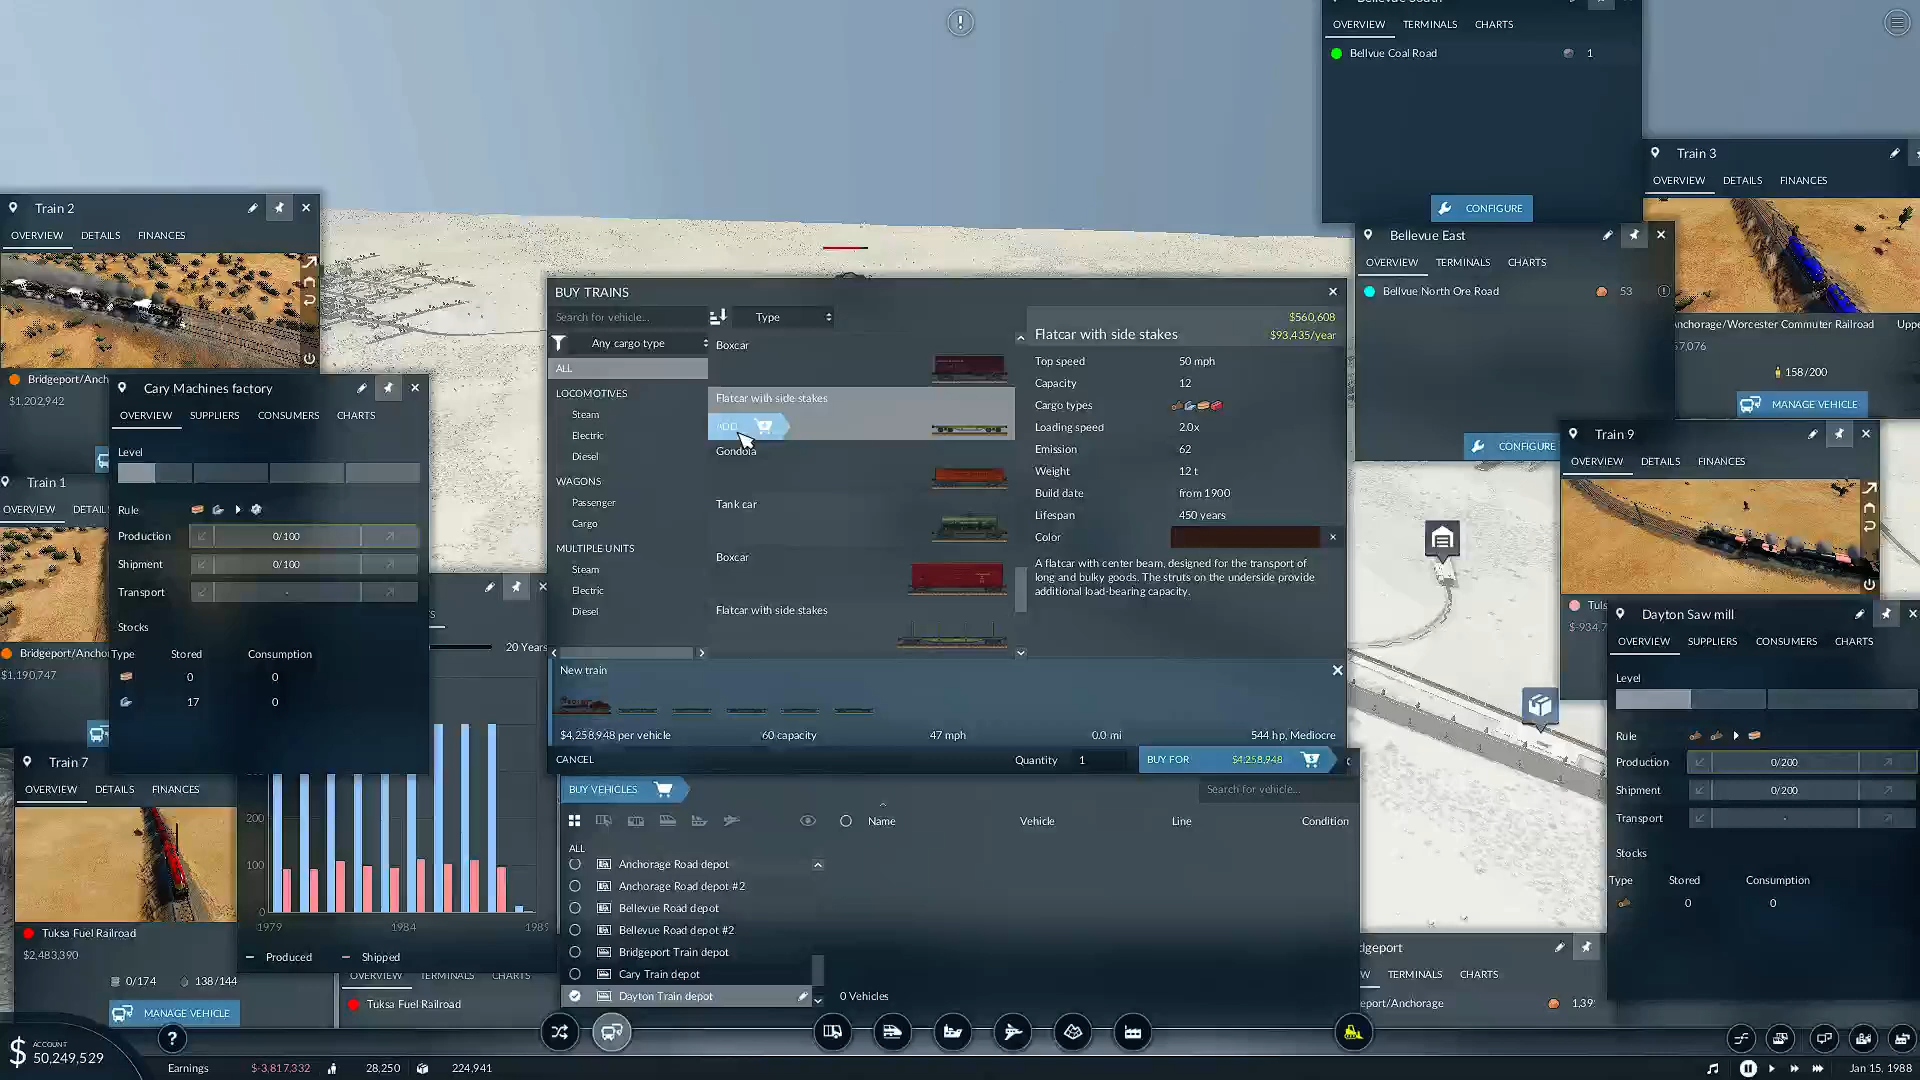 Bellevue South
OVERVIEW TERMINALS CHARTS
Bellvue Coal Road 1
CONFIGURE
Train 3
OVERVIEW DETAILS FINANCES
Anchorage/Worcester Commuter Railroad
7,076
158/200
MANAGE VEHICLE
Train 2
OVERVIEW DETAILS FINANCES
Bridgeport/Anch
$1,202,942
Bellevue East
OVERVIEW TERMINALS CHARTS
Bellvue North Ore Road 53
CONFIGURE
Cary Machines factory
OVERVIEW SUPPLIERS CONSUMERS CHARTS
Level
Rule
Production 0/100
Shipment 0/100
Transport -
Stocks
Type Stored Consumption
0 0
17 0
Train 1
OVERVIEW DETAIL
Bridgeport/Anchor
$1,190,747
20 Years
200
100
0
1979 1984 1989
Produced Shipped
BUY TRAINS
Search for vehicle... Type
Any cargo type
ALL
LOCOMOTIVES
Steam
Electric
Diesel
WAGONS
Passenger
Cargo
MULTIPLE UNITS
Steam
Electric
Diesel
Boxcar
Flatcar with side stakes
ADD
Gondola
Tank car
Boxcar
Flatcar with side stakes
$560,608
Flatcar with side stakes $93,435/year
Top speed 50 mph
Capacity 12
Cargo types
Loading speed 2.0x
Emission 62
Weight 12 t
Build date from 1900
Lifespan 450 years
Color
A flatcar with center beam, designed for the transport of
long and bulky goods. The struts on the underside provide
additional load-bearing capacity.
New train
$4,258,948 per vehicle 60 capacity 47 mph 0.0 mi 544 hp, Mediocre
CANCEL Quantity 1 BUY FOR $4,258,948
BUY VEHICLES Search for vehicle...
Name Vehicle Line Condition
ALL
Anchorage Road depot
Anchorage Road depot #2
Bellevue Road depot
Bellevue Road depot #2
Bridgeport Train depot
Cary Train depot
Dayton Train depot
0 Vehicles
Train 9
OVERVIEW DETAILS FINANCES
$-934,7
Dayton Saw mill
OVERVIEW SUPPLIERS CONSUMERS CHARTS
Level
Rule
Production 0/200
Shipment 0/200
Transport -
Stocks
Type Stored Consumption
0 0
Train 7
OVERVIEW DETAILS FINANCES
Tuksa Fuel Railroad
$2,483,390
0/174 138/144
MANAGE VEHICLE
OVERVIEW TERMINALS CHARTS
Tuksa Fuel Railroad
dgeport
W TERMINALS CHARTS
eport/Anchorage 1,39
$ ACCOUNT
50,249,529
?
Earnings $-3,817,332 28,250 224,941
Jan 15, 1988